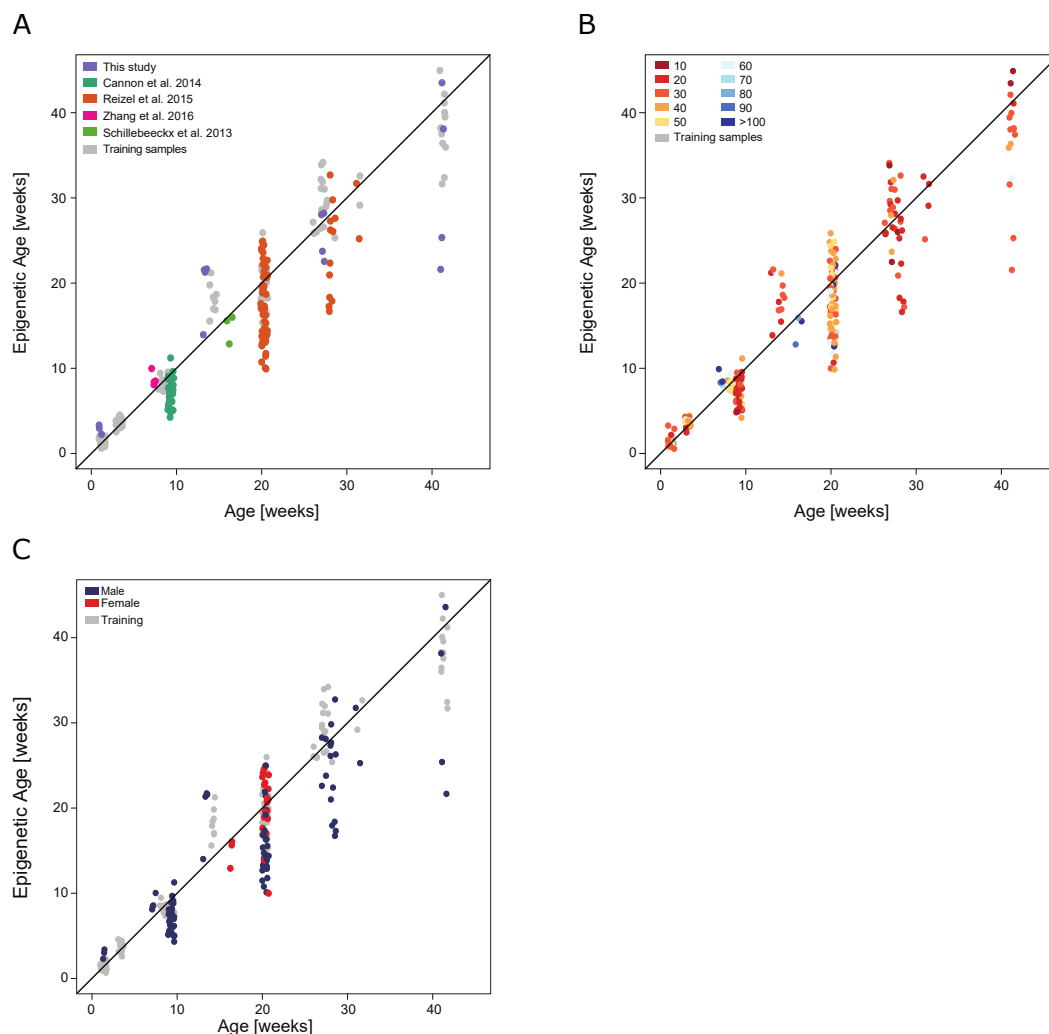 A
This study
Cannon et al. 2014
Reizel et al. 2015
Zhang et al. 2016
Schillebeeckx et al. 2013
Training samples
40
30
20
10
0
Epigenetic Age [weeks]
0 10 20 30 40
Age [weeks]
B
10 60
20 70
30 80
40 90
50 >100
Training samples
40
30
20
10
0
Epigenetic Age [weeks]
0 10 20 30 40
Age [weeks]
C
Male
Female
Training
40
30
20
10
0
Epigenetic Age [weeks]
0 10 20 30 40
Age [weeks]